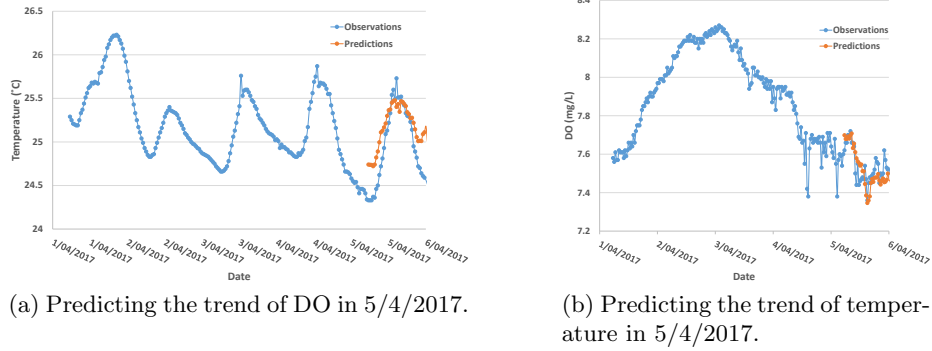 26.5
26
25.5
25
24.5
24
Temperature (˚C)
Observations
Predictions
1/04/2017
1/04/2017
2/04/2017
2/04/2017
3/04/2017
3/04/2017
4/04/2017
4/04/2017
5/04/2017
5/04/2017
6/04/2017
Date
(a) Predicting the trend of DO in 5/4/2017.
8.4
8.2
8
7.8
7.6
7.4
7.2
DO (mg/L)
Observations
Predictions
1/04/2017
2/04/2017
3/04/2017
4/04/2017
5/04/2017
6/04/2017
Date
(b) Predicting the trend of temper-
ature in 5/4/2017.